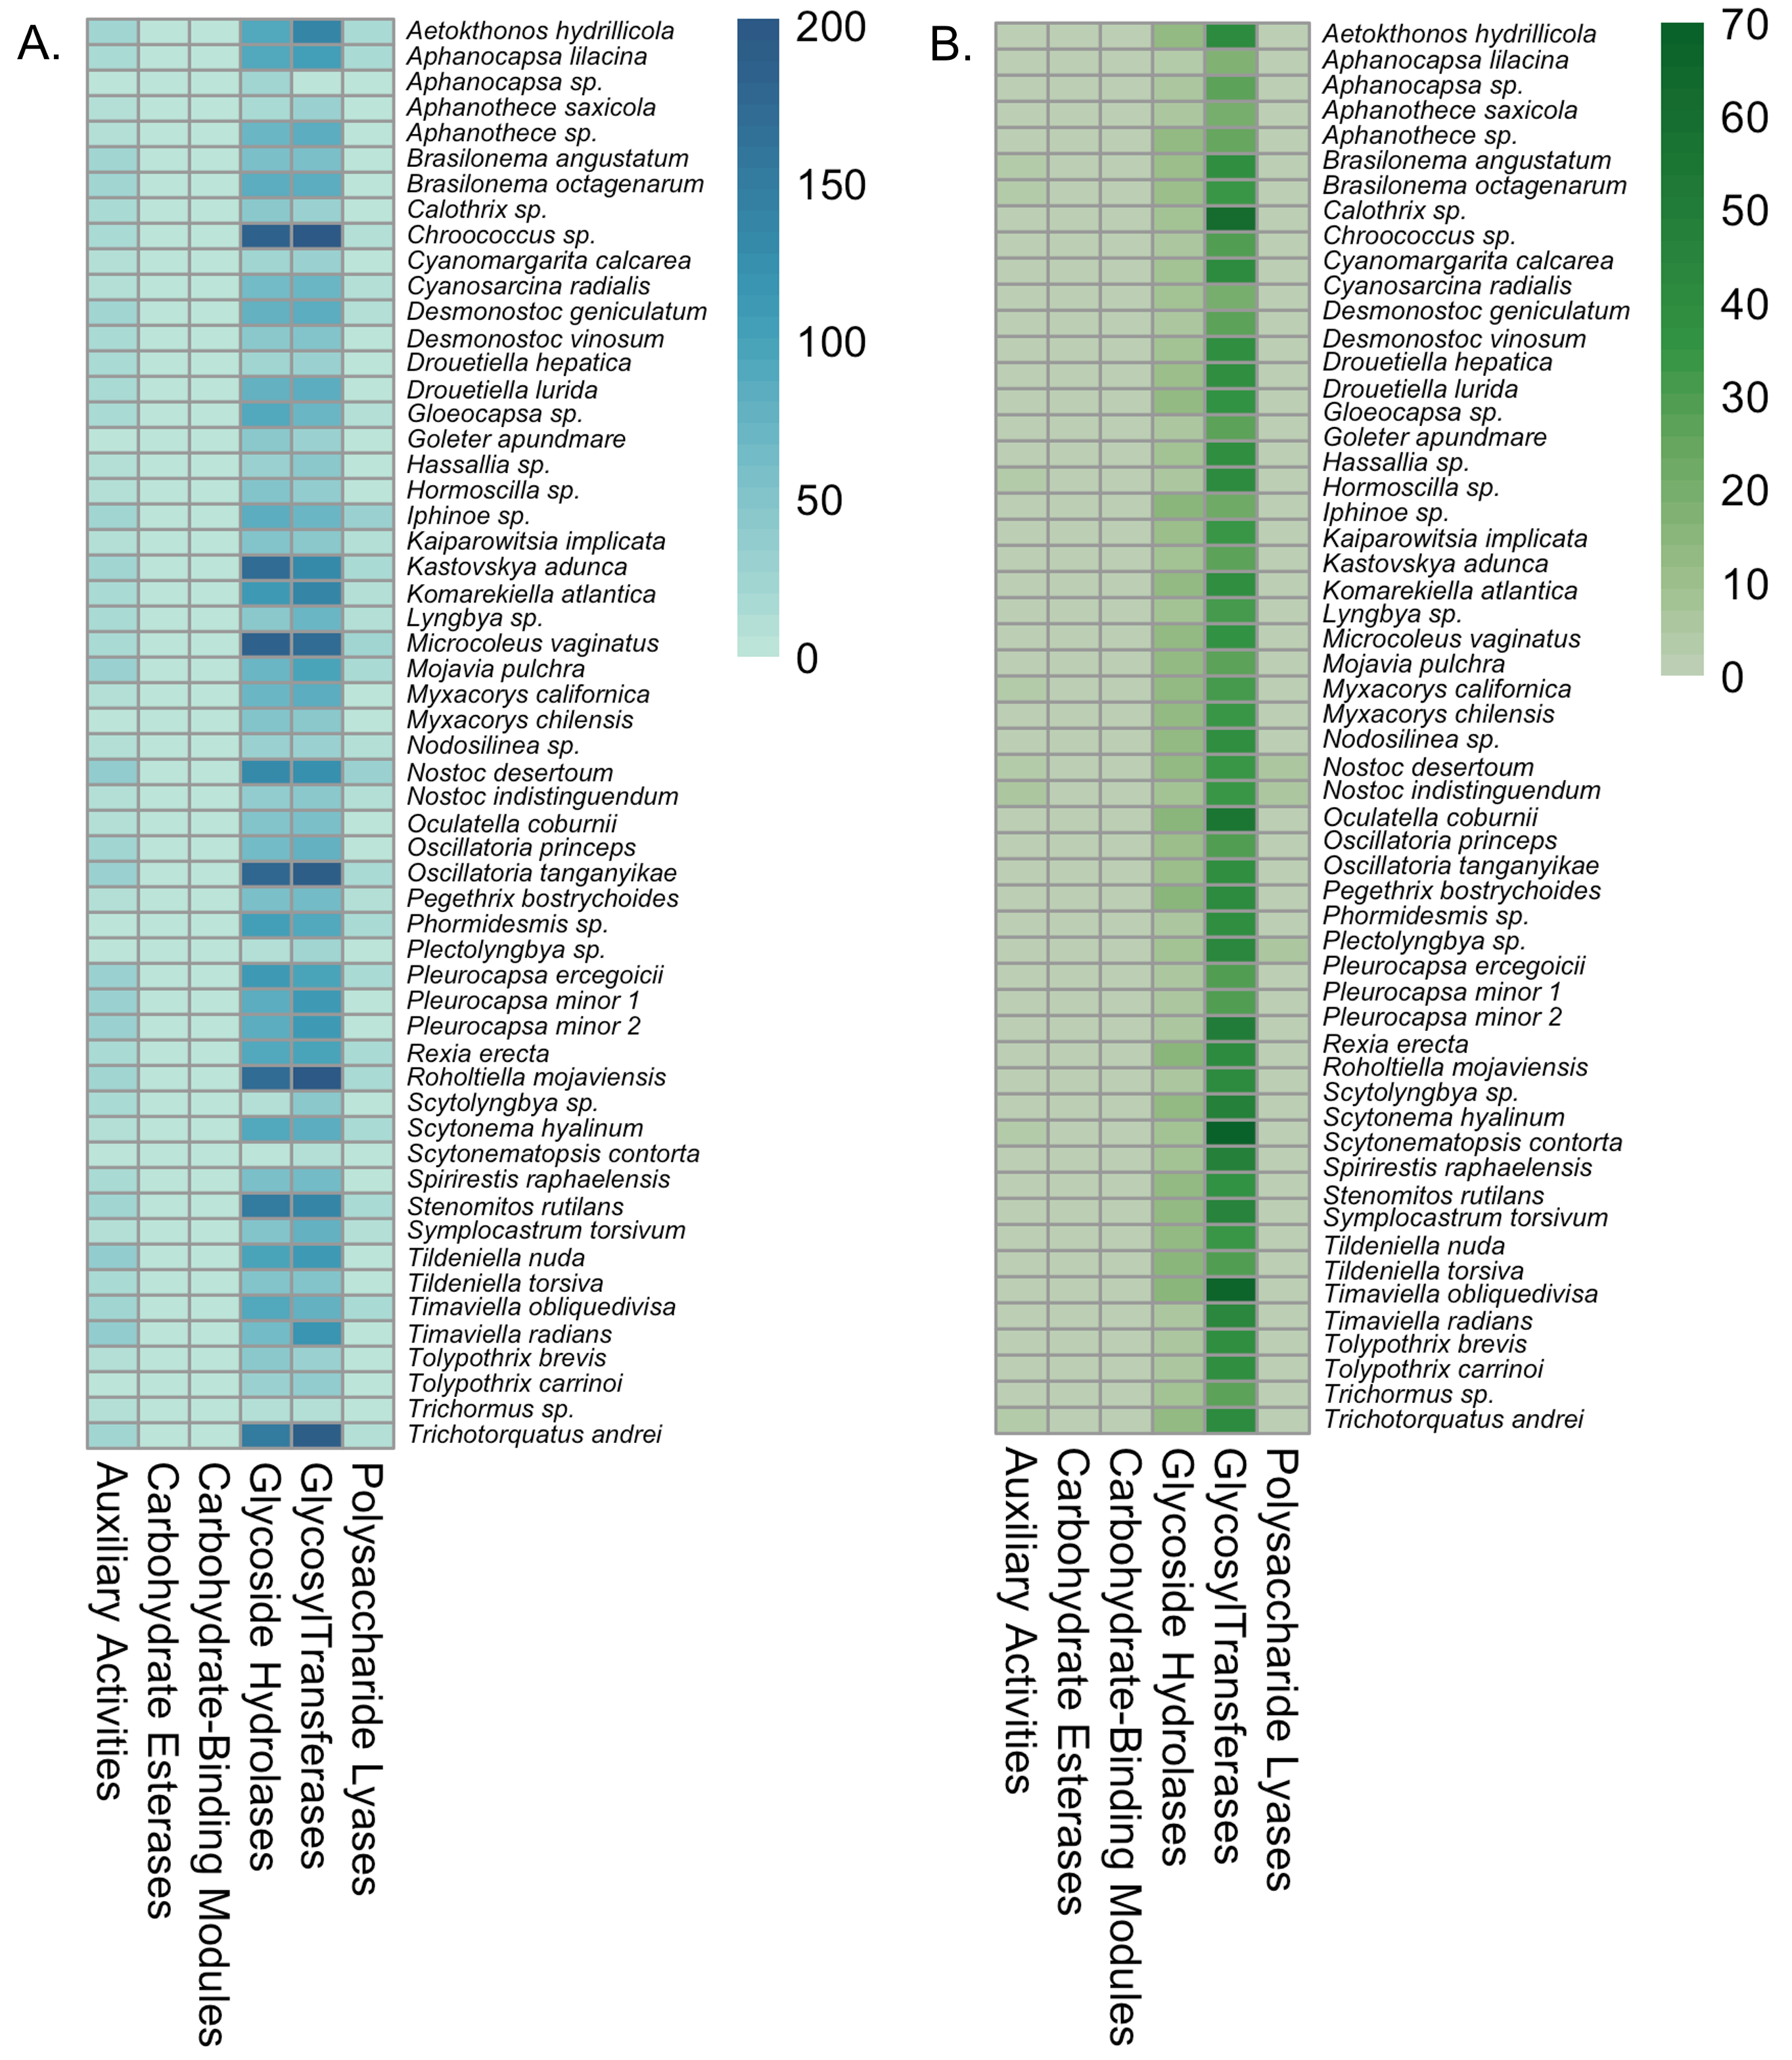 A.
Aetokthonos hydrillicola
Aphanocapsa lilacina
Aphanocapsa sp.
Aphanothece saxicola
Aphanothece sp.
Brasilonema angustatum
Brasilonema octagenarum
Calothrix sp.
Chroococcus sp.
Cyanomargarita calcarea
Cyanosarcina radialis
Desmonostoc geniculatum
Desmonostoc vinosum
Drouetiella hepatica
Drouetiella lurida
Gloeocapsa sp.
Goleter apundmare
Hassallia sp.
Hormoscilla sp.
Iphinoe sp.
Kaiparowitsia implicata
Kastovskya adunca
Komarekiella atlantica
Lyngbya sp.
Microcoleus vaginatus
Mojavia pulchra
Myxacorys californica
Myxacorys chilensis
Nodosilinea sp.
Nostoc desertoum
Nostoc indistinguendum
Oculatella coburnii
Oscillatoria princeps
Oscillatoria tanganyikae
Pegethrix bostrychoides
Phormidesmis sp.
Plectolyngbya sp.
Pleurocapsa ercegoicii
Pleurocapsa minor 1
Pleurocapsa minor 2
Rexia erecta
Roholtiella mojaviensis
Scytolyngbya sp.
Scytonema hyalinum
Scytonematopsis contorta
Spirirestis raphaelensis
Stenomitos rutilans
Symplocastrum torsivum
Tildeniella nuda
Tildeniella torsiva
Timaviella obliquedivisa
Timaviella radians
Tolypothrix brevis
Tolypothrix carrinoi
Trichormus sp.
Trichotorquatus andrei
200
150
100
50
0
Auxiliary Activities
Carbohydrate Esterases
Carbohydrate-Binding Modules
Glycoside Hydrolases
GlycosylTransferases
Polysaccharide Lyases
B.
Aetokthonos hydrillicola
Aphanocapsa lilacina
Aphanocapsa sp.
Aphanothece saxicola
Aphanothece sp.
Brasilonema angustatum
Brasilonema octagenarum
Calothrix sp.
Chroococcus sp.
Cyanomargarita calcarea
Cyanosarcina radialis
Desmonostoc geniculatum
Desmonostoc vinosum
Drouetiella hepatica
Drouetiella lurida
Gloeocapsa sp.
Goleter apundmare
Hassallia sp.
Hormoscilla sp.
Iphinoe sp.
Kaiparowitsia implicata
Kastovskya adunca
Komarekiella atlantica
Lyngbya sp.
Microcoleus vaginatus
Mojavia pulchra
Myxacorys californica
Myxacorys chilensis
Nodosilinea sp.
Nostoc desertoum
Nostoc indistinguendum
Oculatella coburnii
Oscillatoria princeps
Oscillatoria tanganyikae
Pegethrix bostrychoides
Phormidesmis sp.
Plectolyngbya sp.
Pleurocapsa ercegoicii
Pleurocapsa minor 1
Pleurocapsa minor 2
Rexia erecta
Roholtiella mojaviensis
Scytolyngbya sp.
Scytonema hyalinum
Scytonematopsis contorta
Spirirestis raphaelensis
Stenomitos rutilans
Symplocastrum torsivum
Tildeniella nuda
Tildeniella torsiva
Timaviella obliquedivisa
Timaviella radians
Tolypothrix brevis
Tolypothrix carrinoi
Trichormus sp.
Trichotorquatus andrei
70
60
50
40
30
20
10
0
Auxiliary Activities
Carbohydrate Esterases
Carbohydrate-Binding Modules
Glycoside Hydrolases
GlycosylTransferases
Polysaccharide Lyases